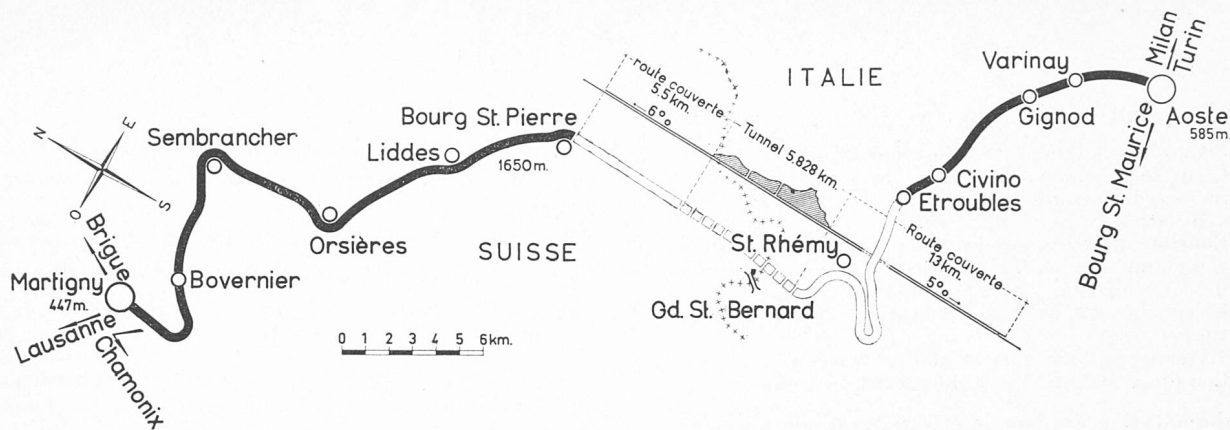 Milan
Turin
ITALIE
Varinay
Gignod
Aoste
585m.
Bourg St. Maurice
route couverte
5.5 km.
6%
Tunnel 5.828 km.
Bourg St. Pierre
1650 m.
Liddes
Sembrancher
N
E
S
O
Orsières
SUISSE
Civino
Etroubles
St. Rhémy
Route couverte
13 km.
5%
Gd. St. Bernard
Brigue
Martigny
447m.
Bovernier
Lausanne
Chamonix
0 1 2 3 4 5 6 km.